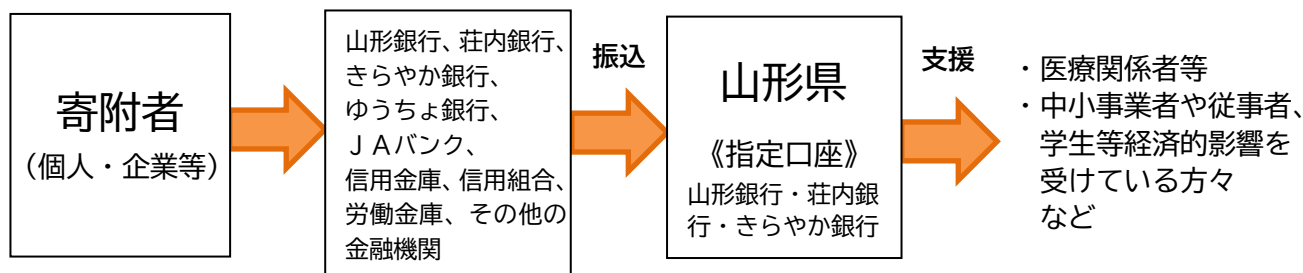 寄附者
(個人・企業等)
山形銀行、荘内銀行、
きらやか銀行、
ゆうちょ銀行、
ＪＡバンク、
信用金庫、信用組合、
労働金庫、その他の
金融機関
振込
山形県
《指定口座》
山形銀行・荘内銀
行・きらやか銀行
支援
・医療関係者等
・中小事業者や従事者、
学生等経済的影響を
受けている方々
など